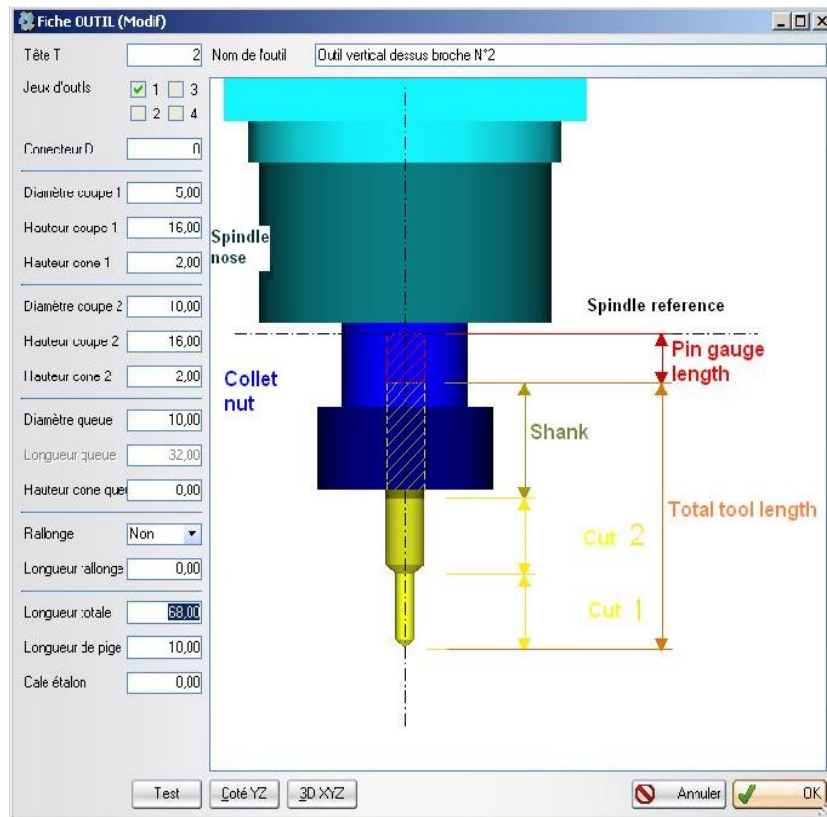 Fiche OUTIL (Modif)
Tête T 2 Nom de l'outil Outil vertical dessus broche N°2
Jeux d'outils 1 3
2 4
Correcteur D 0
Diamètre coupe 1 5,00
Hauteur coupe 1 16,00
Hauteur cone 1 2,00
Diamètre coupe 2 10,00
Hauteur coupe 2 16,00
Hauteur cone 2 2,00
Diamètre queue 10,00
Longueur queue 32,00
Hauteur cone queu 0,00
Rallonge Non
Longueur rallonge 0,00
Longueur totale 68,00
Longueur de pige 10,00
Cale étalon 0,00
Spindle
nose
Spindle reference
Pin gauge
length
Collet
nut
Shank
Total tool length
Cut 2
Cut 1
Test Coté YZ 3D XYZ Annuler OK